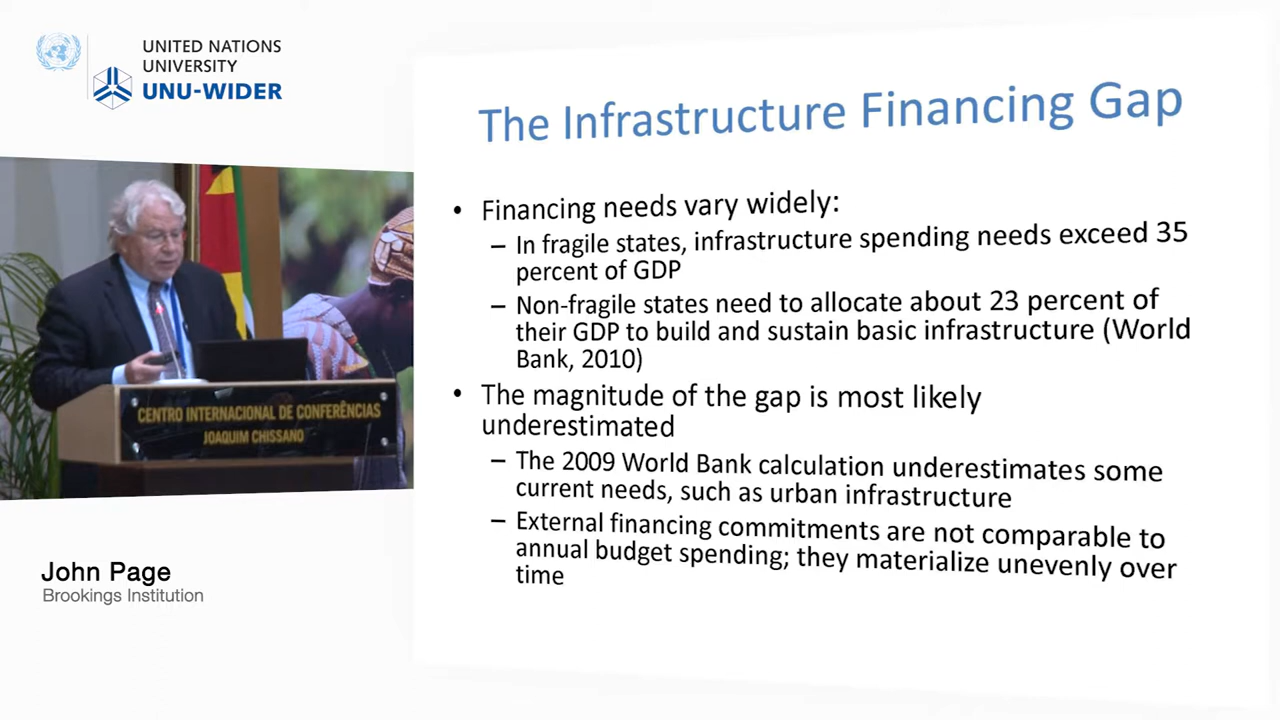 UNITED NATIONS
UNIVERSITY
UNU-WIDER
The Infrastructure Financing Gap
• Financing needs vary widely:
– In fragile states, infrastructure spending needs exceed 35
percent of GDP
– Non-fragile states need to allocate about 23 percent of
their GDP to build and sustain basic infrastructure (World
Bank, 2010)
• The magnitude of the gap is most likely
underestimated
– The 2009 World Bank calculation underestimates some
current needs, such as urban infrastructure
– External financing commitments are not comparable to
annual budget spending; they materialize unevenly over
time
CENTRO INTERNACIONAL DE CONFERÊNCIAS
JOAQUIM CHISSANO
John Page
Brookings Institution